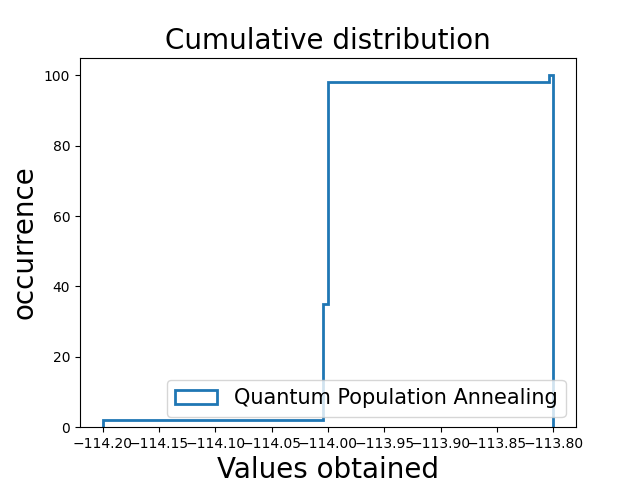 Cumulative distribution
100
80
60
40
20
0
occurrence
Quantum Population Annealing
−114.20 −114.15 −114.10 −114.05 −114.00 −113.95 −113.90 −113.85 −113.80
Values obtained